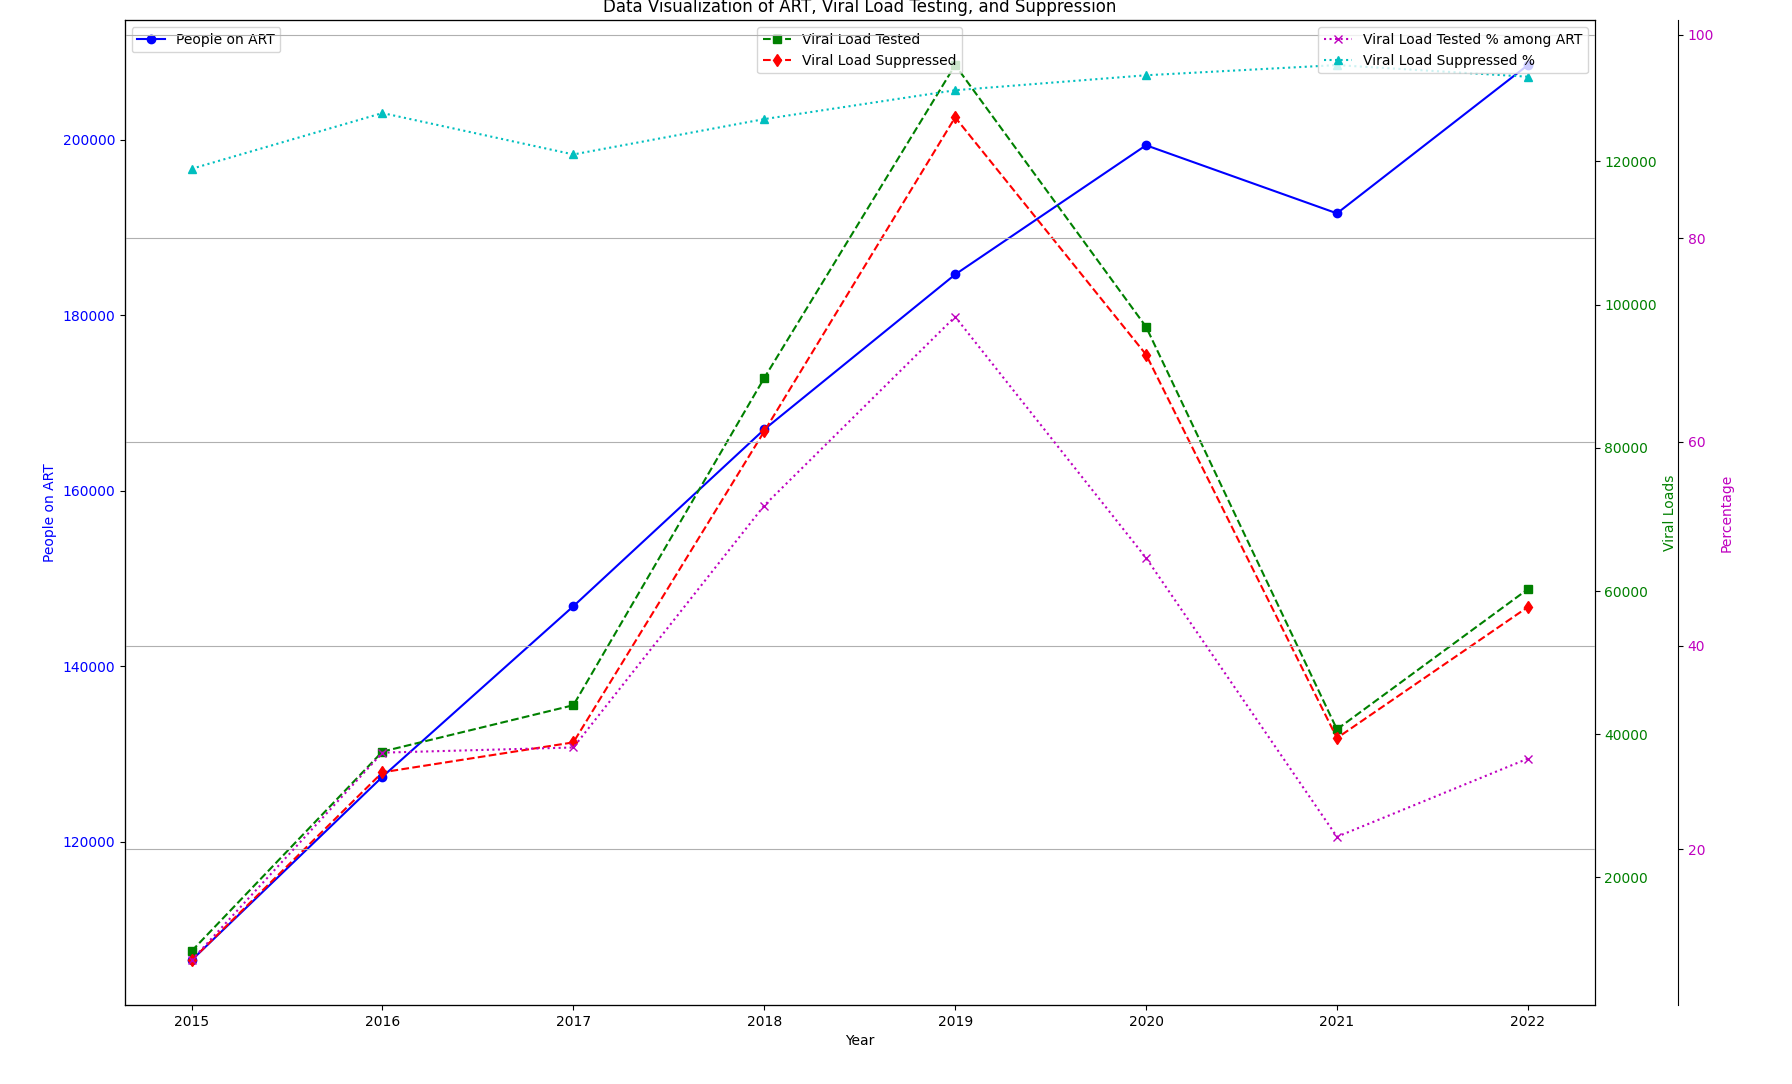 Data Visualization of ART, Viral Load Testing, and Suppression
People on ART
Viral Load Tested
Viral Load Suppressed
Viral Load Tested % among ART
Viral Load Suppressed %
People on ART
200000
180000
160000
140000
120000
120000
100000
80000
60000
40000
20000
Viral Loads
100
80
60
40
20
Percentage
2015
2016
2017
2018
2019
2020
2021
2022
Year